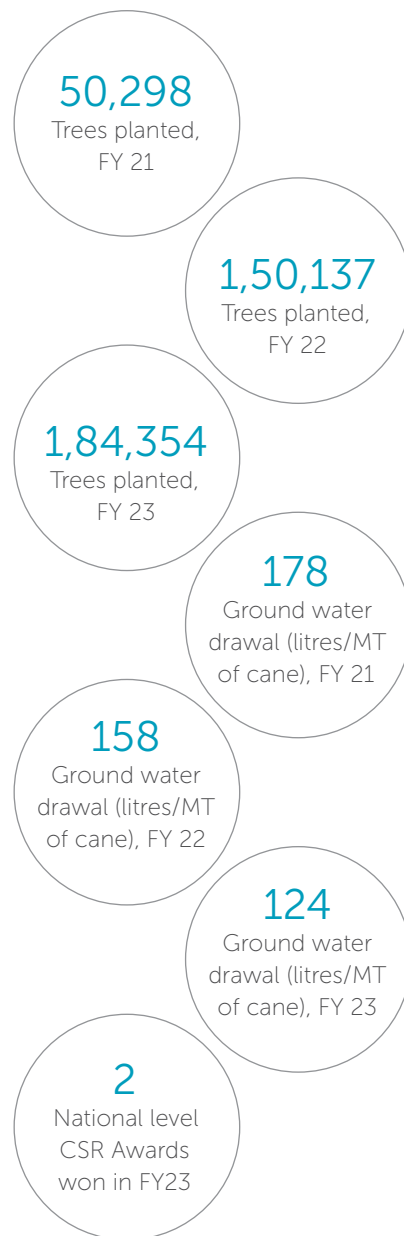 50,298
Trees planted,
FY 21
1,50,137
Trees planted,
FY 22
1,84,354
Trees planted,
FY 23
178
Ground water
drawal (litres/MT
of cane), FY 21
158
Ground water
drawal (litres/MT
of cane), FY 22
124
Ground water
drawal (litres/MT
of cane), FY 23
2
National level
CSR Awards
won in FY23